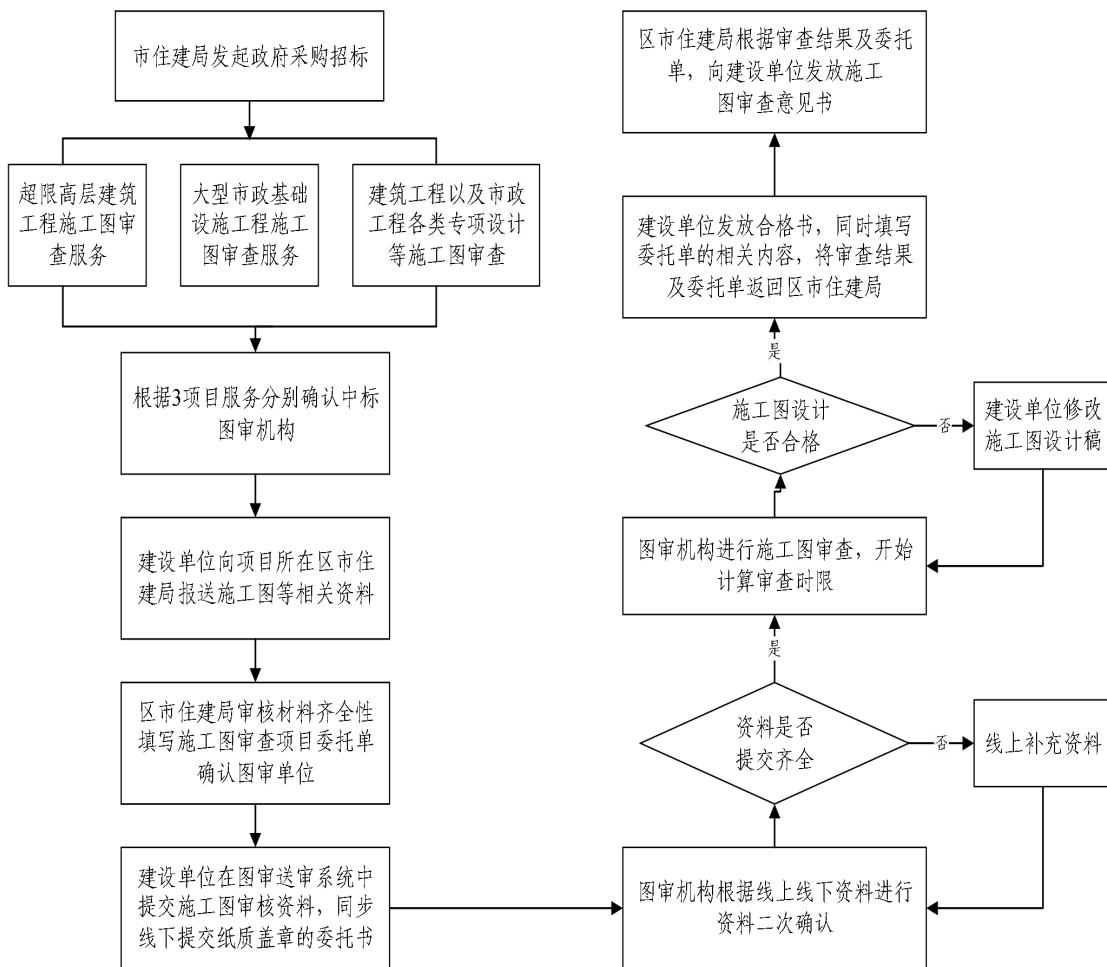 市住建局发起政府采购招标
超限高层建筑
工程施工图审
查服务
大型市政基础
设施工程施工
图审查服务
建筑工程以及市政
工程各类专项设计
等施工图审查
根据3项目服务分别确认中标
图审机构
建设单位向项目所在区市住
建局报送施工图等相关资料
区市住建局审核材料齐全性
填写施工图审查项目委托单
确认图审单位
建设单位在图审送审系统中
提交施工图审核资料，同步
线下提交纸质盖章的委托书
图审机构根据线上线下资料进行
资料二次确认
资料是否
提交齐全
否
线上补充资料
是
图审机构进行施工图审查，开始
计算审查时限
施工图设计
是否合格
否
建设单位修改
施工图设计稿
是
建设单位发放合格书，同时填写
委托单的相关内容，将审查结果
及委托单返回区市住建局
区市住建局根据审查结果及委托
单，向建设单位发放施工
图审查意见书